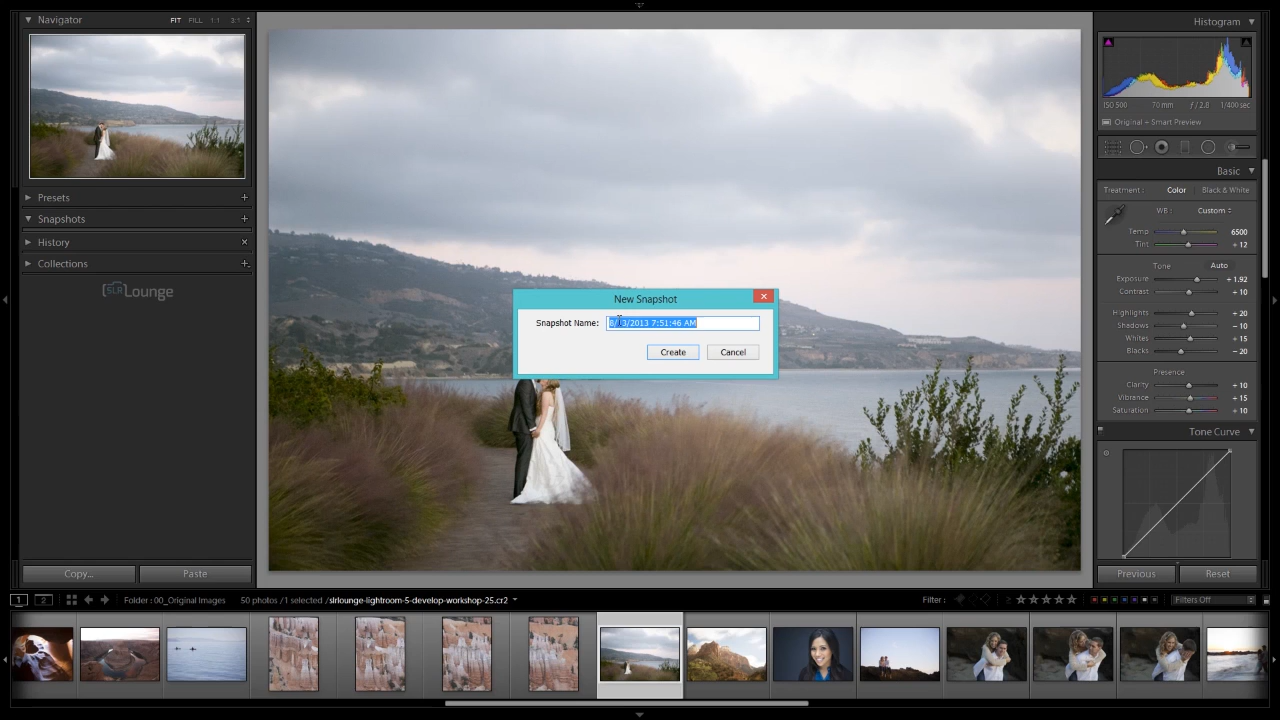 Navigator FIT FILL 1:1 3:1
Presets
Snapshots
History
Collections
SLR Lounge
Copy... Paste
New Snapshot
Snapshot Name: 8/13/2013 7:51:46 AM
Create Cancel
Histogram
ISO 500 70 mm ƒ / 2.8 1/400 sec
Original + Smart Preview
Basic
Treatment : Color Black & White
WB : Custom
Temp 6500
Tint + 12
Tone Auto
Exposure + 1.92
Contrast + 10
Highlights + 20
Shadows − 10
Whites + 15
Blacks − 20
Presence
Clarity + 10
Vibrance + 15
Saturation + 10
Tone Curve
Previous Reset
1 2 Folder : 00_Original Images 50 photos /1 selected /slrlounge-lightroom-5-develop-workshop-25.cr2 Filter : Filters Off